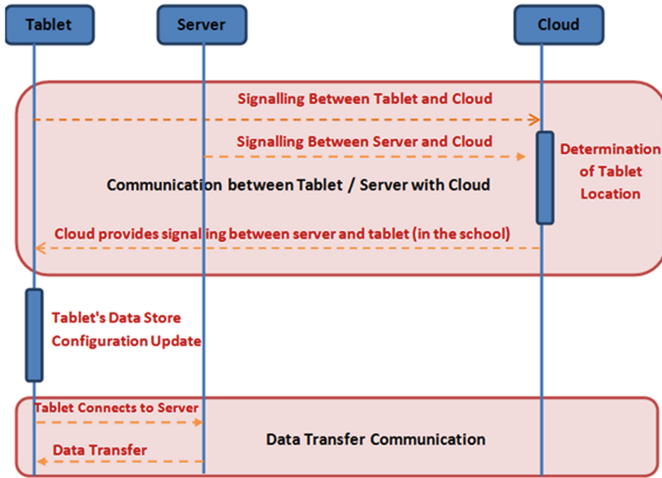 Tablet
Server
Cloud
Signalling Between Tablet and Cloud
Signalling Between Server and Cloud
Determination
of Tablet
Location
Communication between Tablet / Server with Cloud
Cloud provides signalling between server and tablet (in the school)
Tablet's Data Store
Configuration Update
Tablet Connects to Server
Data Transfer Communication
Data Transfer